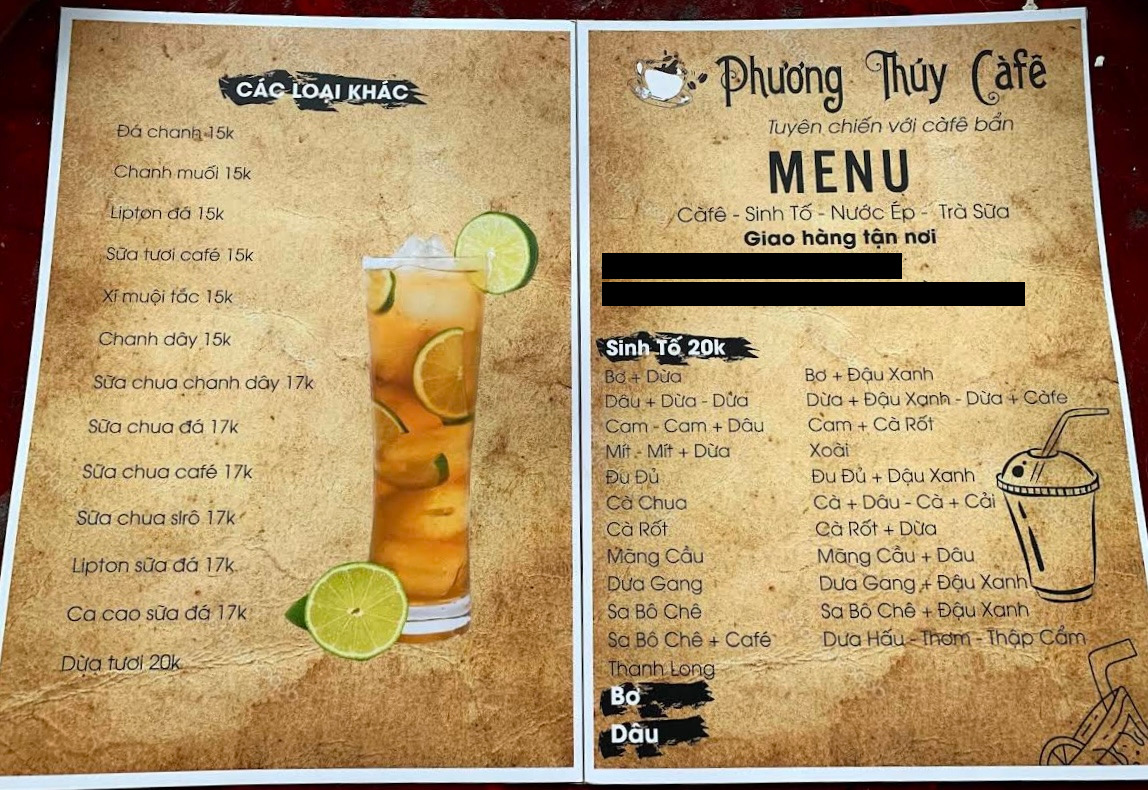 CÁC LOẠI KHÁC
Đá chanh 15k
Chanh muối 15k
Lipton đá 15k
Sữa tươi café 15k
Xí muội tắc 15k
Chanh dây 15k
Sữa chua chanh dây 17k
Sữa chua đá 17k
Sữa chua café 17k
Sữa chua sirô 17k
Lipton sữa đá 17k
Ca cao sữa đá 17k
Dừa tươi 20k
Phương Thúy Càfê
Tuyên chiến với càfê bẩn
MENU
Càfê - Sinh Tố - Nước Ép - Trà Sữa
Giao hàng tận nơi
Sinh Tố 20k
Bơ + Dừa
Bơ + Đậu Xanh
Dâu + Dừa - Dừa
Dừa + Đậu Xanh - Dừa + Càfe
Cam - Cam + Dâu
Cam + Cà Rốt
Mít - Mít + Dừa
Xoài
Đu Đủ
Đu Đủ + Dậu Xanh
Cà Chua
Cà + Dâu - Cà + Cải
Cà Rốt
Cà Rốt + Dừa
Mãng Cầu
Mãng Cầu + Dâu
Dưa Gang
Dưa Gang + Đậu Xanh
Sa Bô Chê
Sa Bô Chê + Đậu Xanh
Sa Bô Chê + Café
Dưa Hấu - Thơm - Thập Cẩm
Thanh Long
Bơ
Dâu